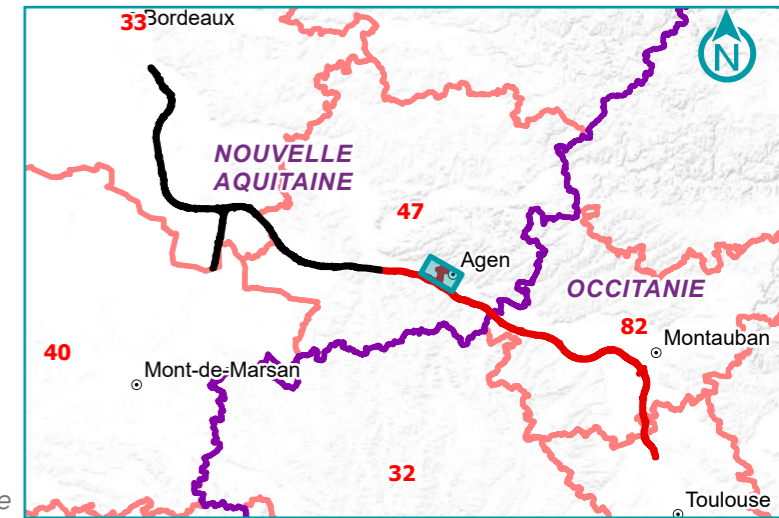 33
Bordeaux
N
NOUVELLE
AQUITAINE
47
Agen
OCCITANIE
82
Montauban
40
Mont-de-Marsan
32
Toulouse
e